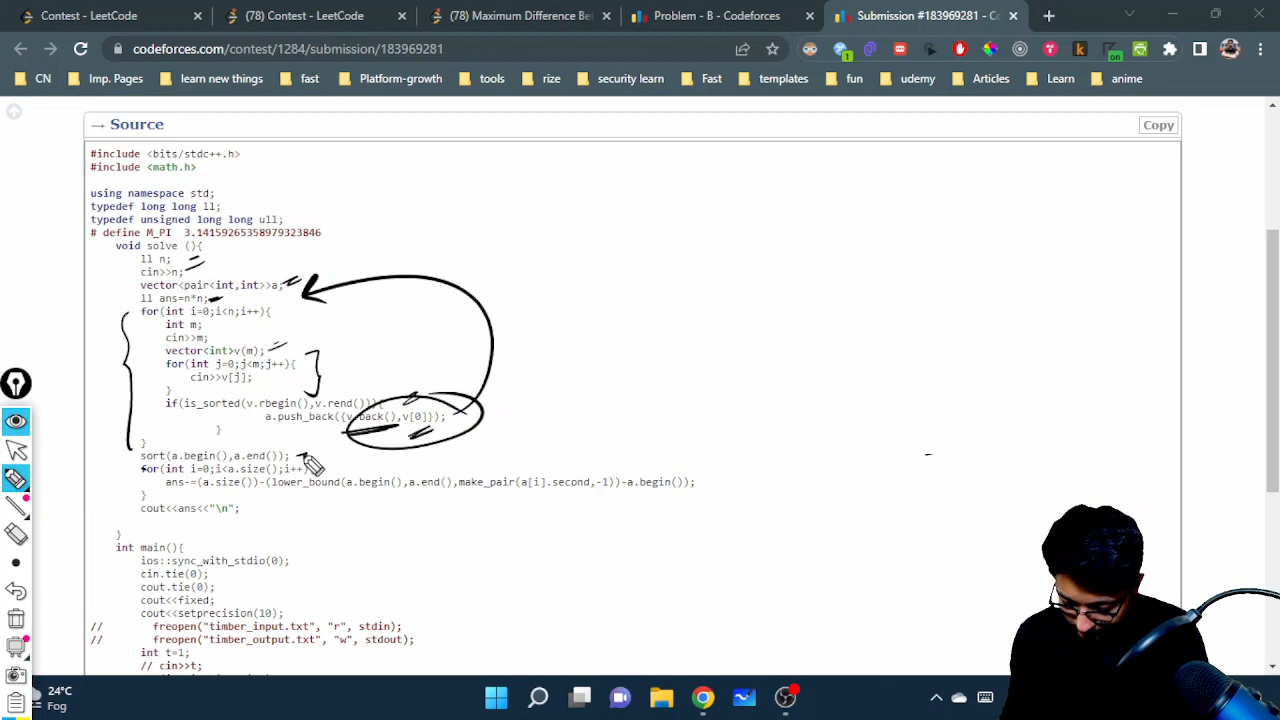 Contest - LeetCode
(78) Contest - LeetCode
(78) Maximum Difference Be
Problem - B - Codeforces
Submission #183969281 - Co
codeforces.com/contest/1284/submission/183969281
1
on
CN
Imp. Pages
learn new things
fast
Platform-growth
tools
rize
security learn
Fast
templates
fun
udemy
Articles
Learn
anime
→ Source
Copy
#include <bits/stdc++.h>
#include <math.h>
using namespace std;
typedef long long ll;
typedef unsigned long long ull;
# define M_PI  3.14159265358979323846
void solve (){
ll n;
cin>>n;
vector<pair<int,int>>a;
ll ans=n*n;
for(int i=0;i<n;i++){
int m;
cin>>m;
vector<int>v(m);
for(int j=0;j<m;j++){
cin>>v[j];
}
if(is_sorted(v.rbegin(),v.rend())){
a.push_back({v.back(),v[0]});
}
}
sort(a.begin(),a.end());
for(int i=0;i<a.size();i++)
ans-=(a.size())-(lower_bound(a.begin(),a.end(),make_pair(a[i].second,-1))-a.begin());
}
cout<<ans<<"\n";
}
int main(){
ios::sync_with_stdio(0);
cin.tie(0);
cout.tie(0);
cout<<fixed;
cout<<setprecision(10);
// freopen("timber_input.txt", "r", stdin);
// freopen("timber_output.txt", "w", stdout);
int t=1;
// cin>>t;
24°C
Fog